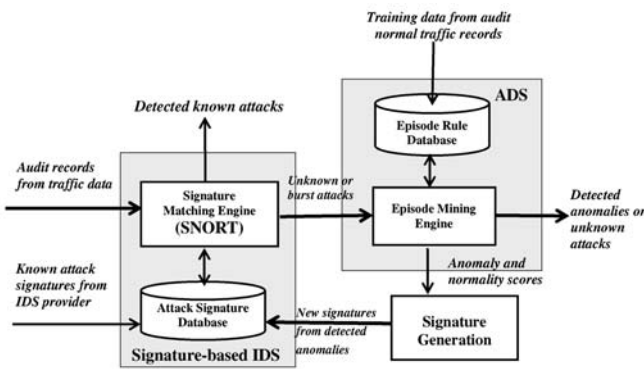 Training data from audit
normal traffic records
ADS
Detected known attacks
Episode Rule
Database
Audit records
from traffic data
Signature
Matching Engine
(SNORT)
Unknown or
burst attacks
Episode Mining
Engine
Detected
anomalies or
unknown
attacks
Known attack
signatures from
IDS provider
Anomaly and
normality scores
Attack Signature
Database
New signatures
from detected
anomalies
Signature
Generation
Signature-based IDS